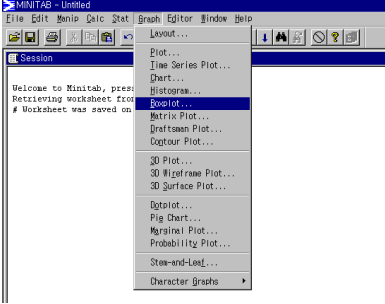 MINITAB - Untitled
File Edit Manip Calc Stat Graph Editor Window Help
Session
Welcome to Minitab, press
Retrieving worksheet from
# Worksheet was saved on
Layout...
Plot...
Time Series Plot...
Chart...
Histogram...
Boxplot...
Matrix Plot...
Draftsman Plot...
Contour Plot...
3D Plot...
3D Wireframe Plot...
3D Surface Plot...
Dotplot...
Pie Chart...
Marginal Plot...
Probability Plot...
Stem-and-Leaf...
Character Graphs